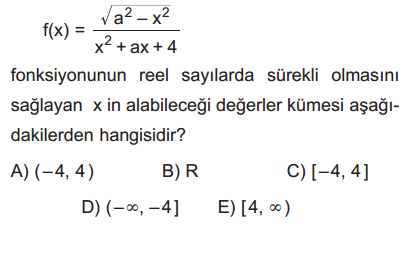 f(x) = √(a² – x²) / (x² + ax + 4)
fonksiyonunun reel sayılarda sürekli olmasını
sağlayan x in alabileceği değerler kümesi aşağı-
dakilerden hangisidir?
A) (–4, 4) B) R C) [–4, 4]
D) (–∞, –4] E) [4, ∞)